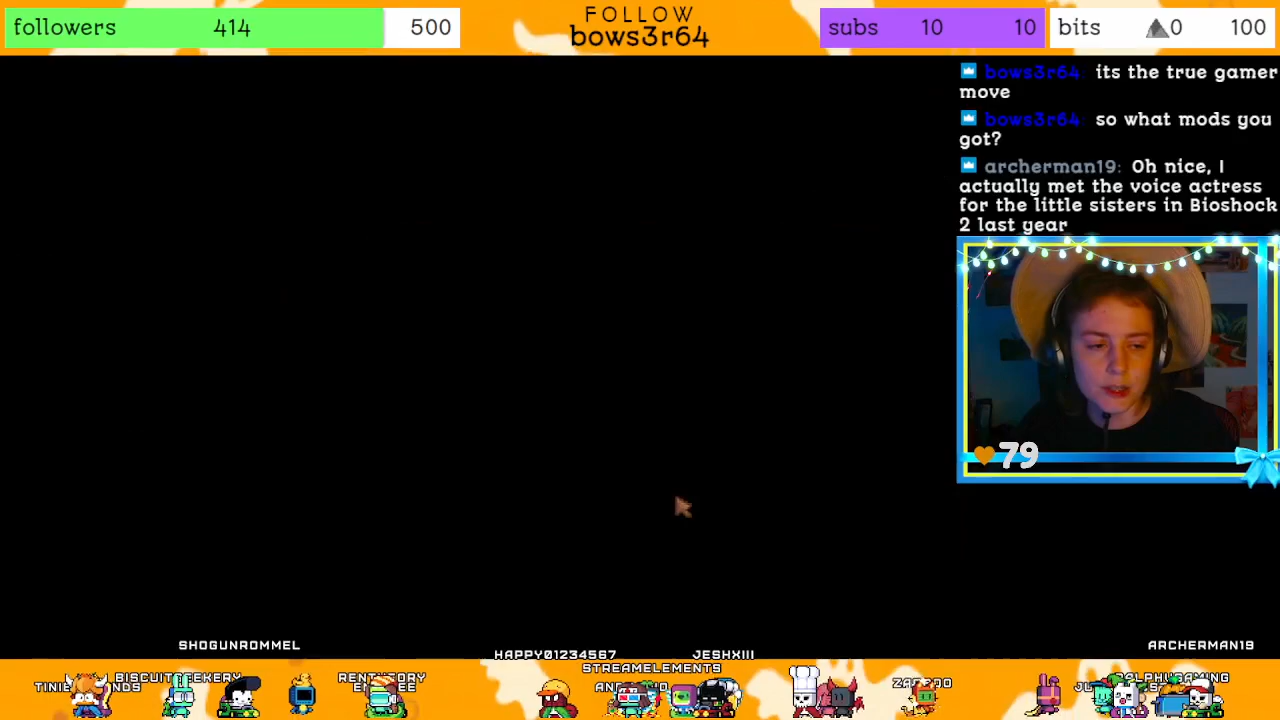 followers 414 500
FOLLOW
bows3r64
subs 10 10
bits 0 100
bows3r64: its the true gamer
move
bows3r64: so what mods you
got?
archerman19: Oh nice, I
actually met the voice actress
for the little sisters in Bioshock
2 last year
79
SHOGUNROMMEL
HAPPY01234567
JESHXIII
ARCHERMAN19
STREAMELEMENTS